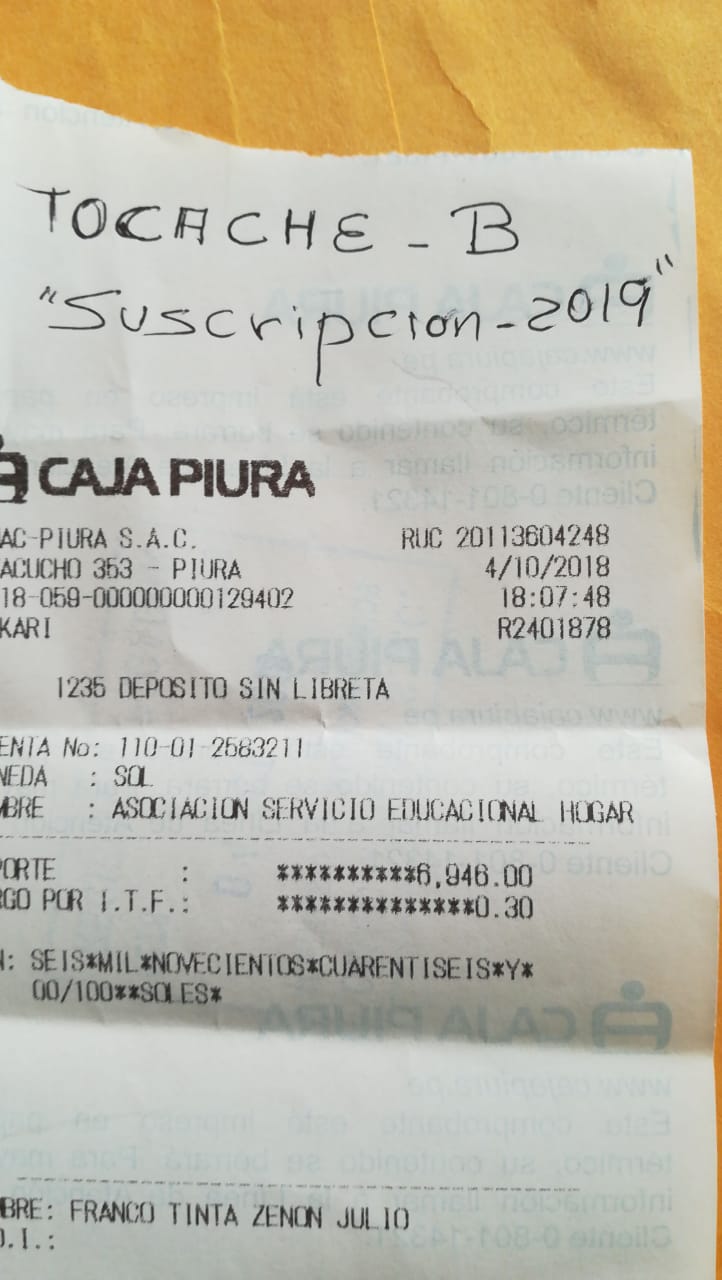 TOCACHE - B
"Suscripcion-2019"
CAJA PIURA
AC-PIURA S.A.C. RUC 20113604248
ACUCHO 353 - PIURA 4/10/2018
18-059-000000000129402 18:07:48
KARI R2401878
1235 DEPOSITO SIN LIBRETA
ENTA No: 110-01-2583211
NEDA : SOL
MBRE : ASOCIACION SERVICIO EDUCACIONAL HOGAR
PORTE : **********6,946.00
RGO POR I.T.F.: **************0.30
N: SEIS*MIL*NOVECIENTOS*CUARENTISEIS*Y*
00/100**SOLES*
BRE: FRANCO TINTA ZENON JULIO
O.I.: